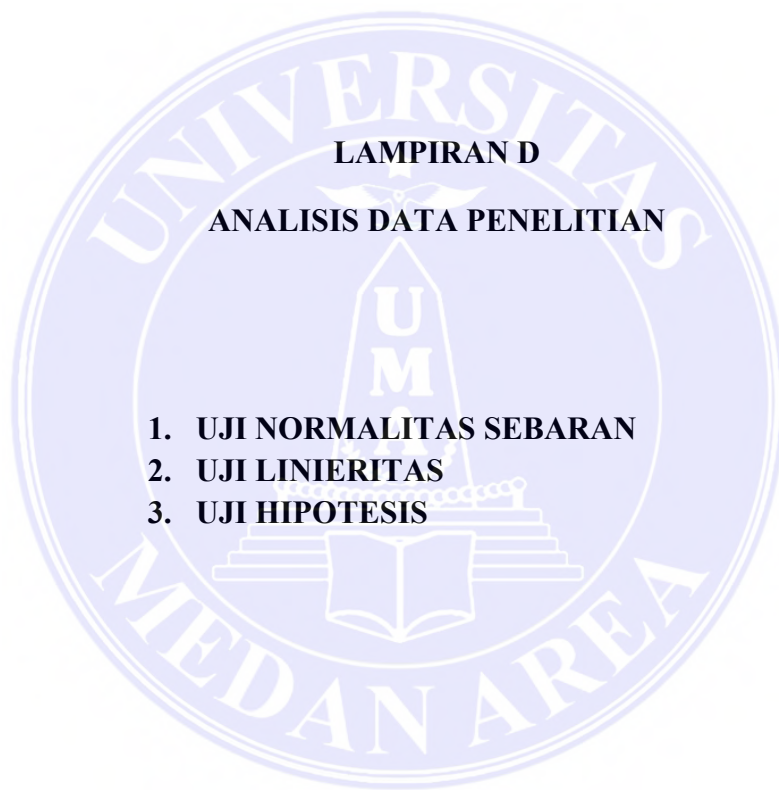 UNIVERSITAS
LAMPIRAN D
ANALISIS DATA PENELITIAN
U
M
A
1. UJI NORMALITAS SEBARAN
2. UJI LINIERITAS
3. UJI HIPOTESIS
MEDAN AREA